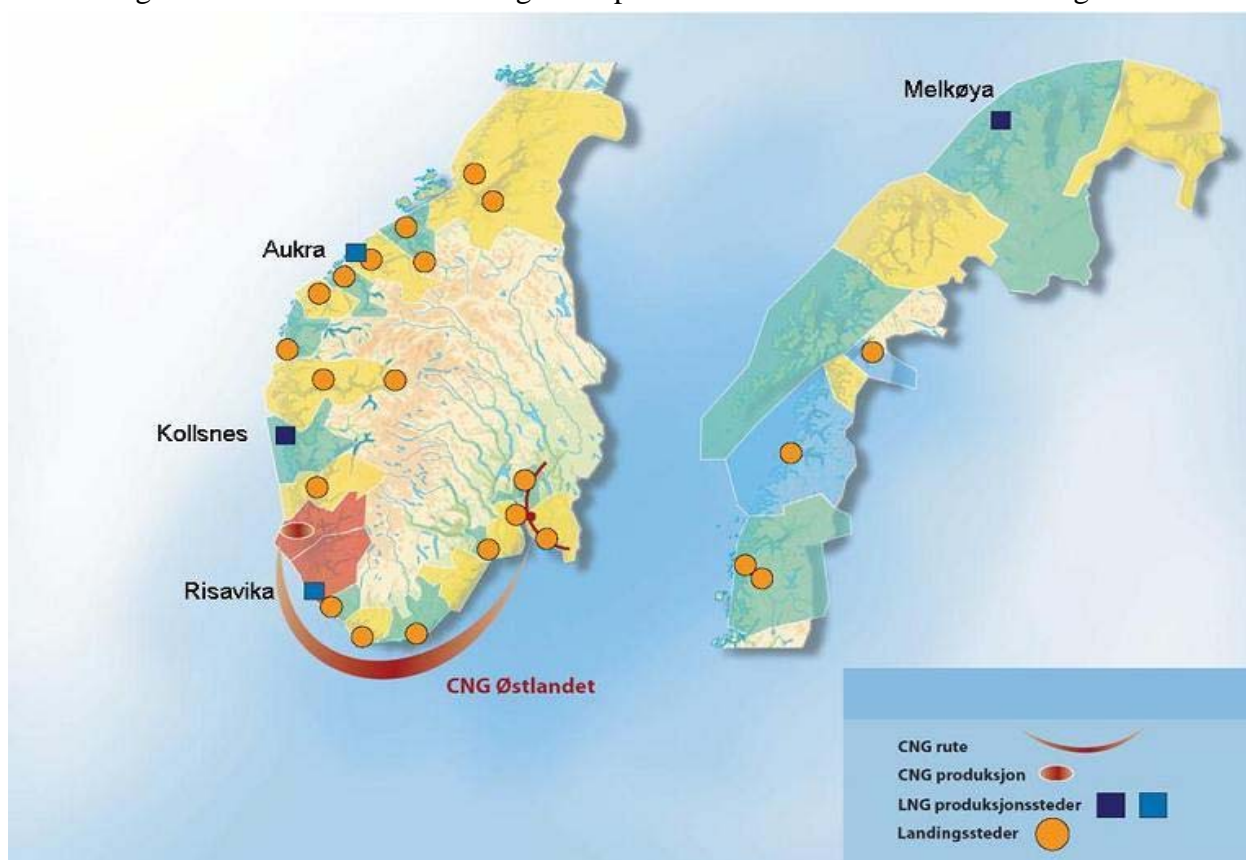 Melkøya
Aukra
Kollsnes
Risavika
CNG Østlandet
CNG rute
CNG produksjon
LNG produksjonssteder
Landingssteder